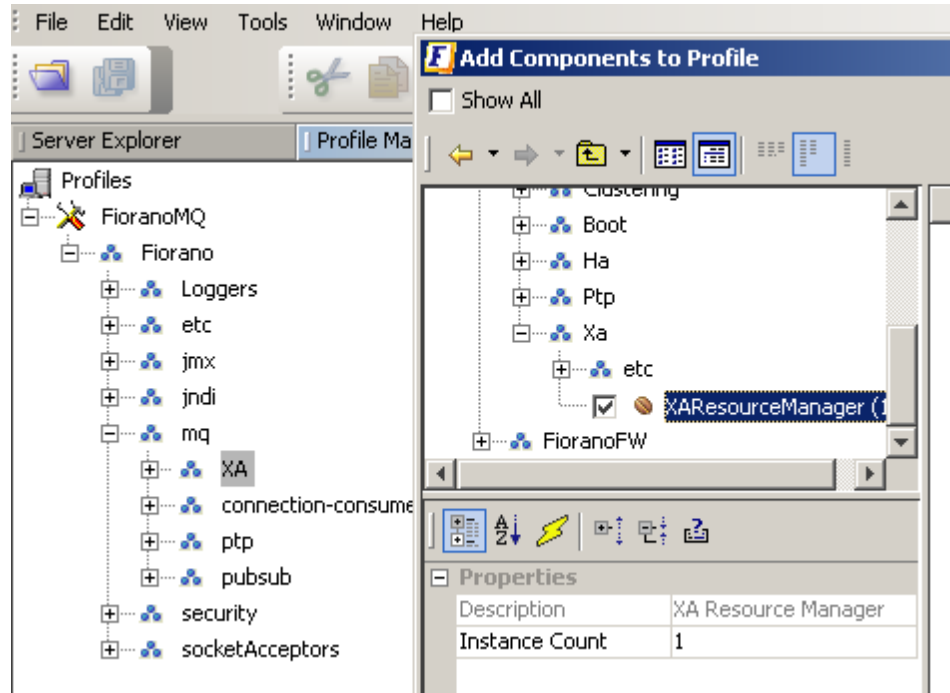 File Edit View Tools Window Help
Add Components to Profile
Show All
Server Explorer
Profile Ma
Profiles
FioranoMQ
Fiorano
Loggers
etc
jmx
jndi
mq
XA
connection-consume
ptp
pubsub
security
socketAcceptors
Clustering
Boot
Ha
Ptp
Xa
etc
XAResourceManager (1
FioranoFW
Properties
Description XA Resource Manager
Instance Count 1